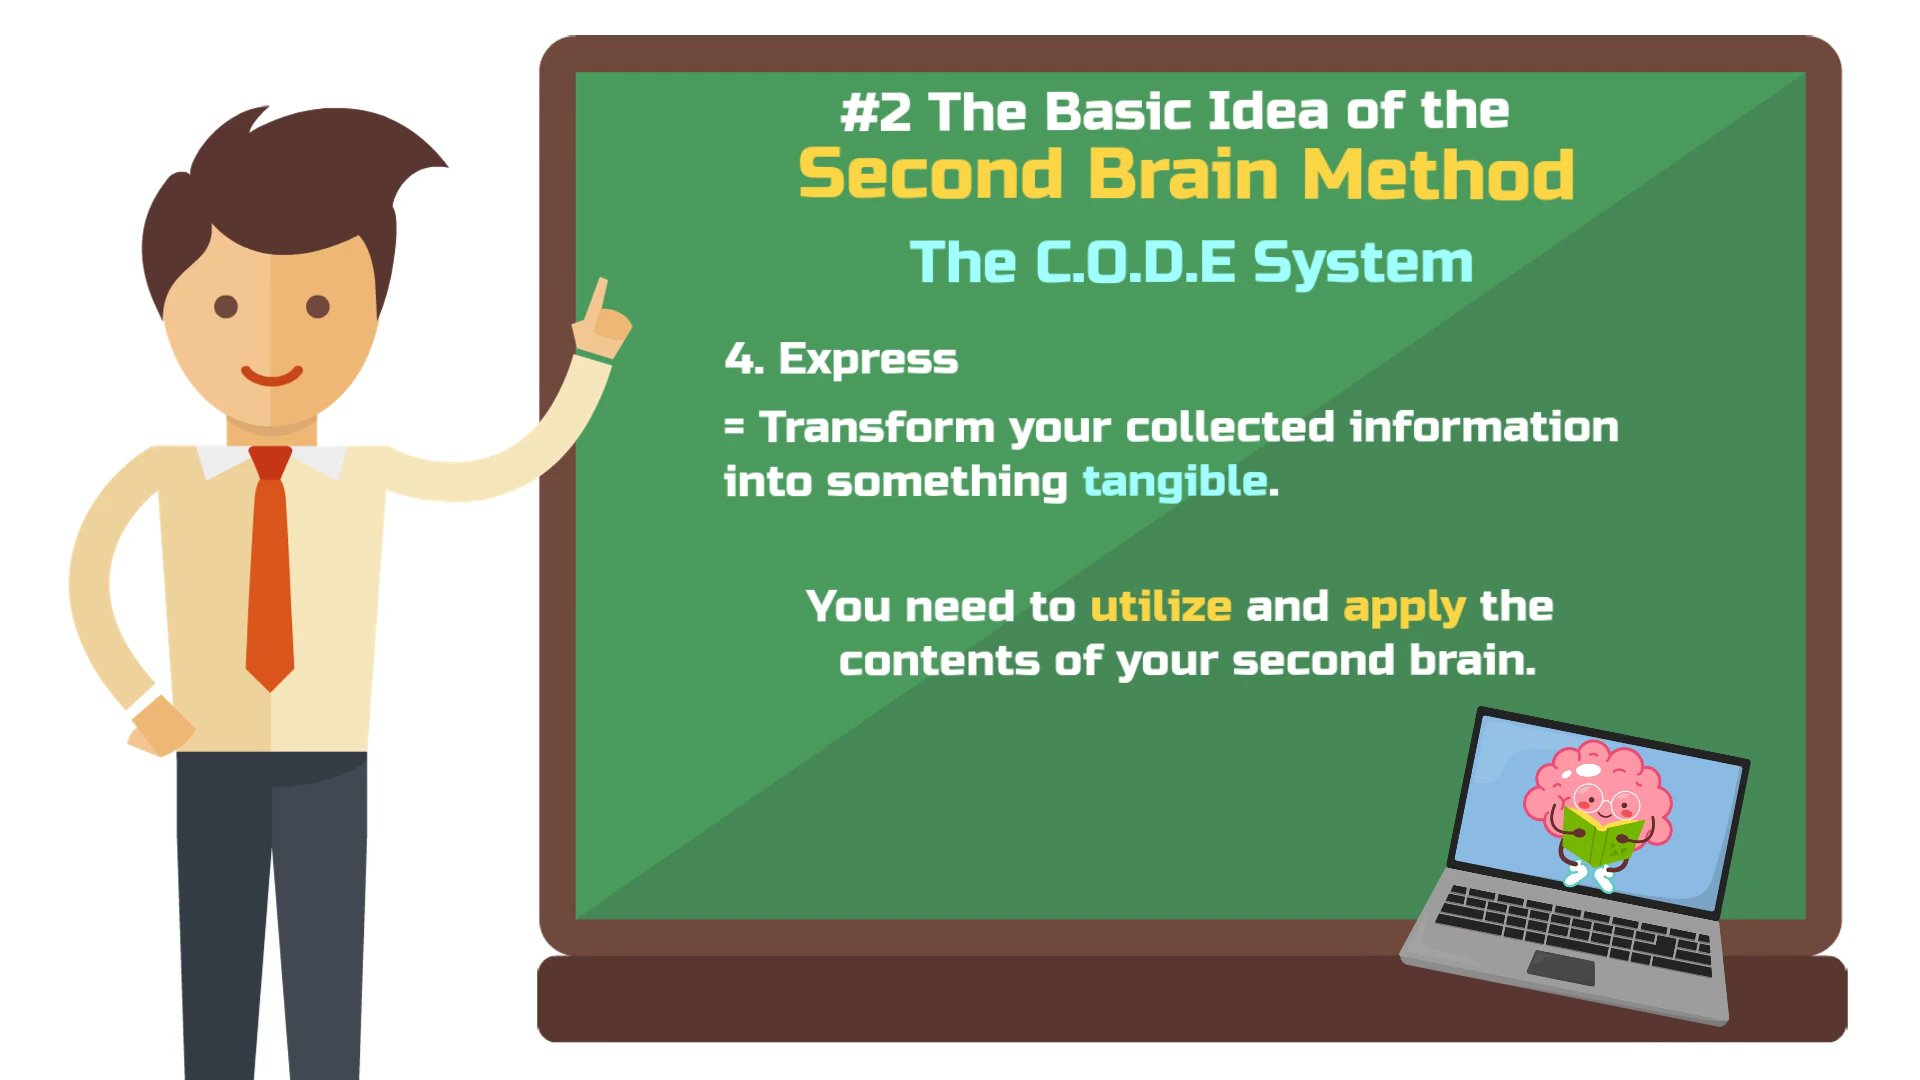 #2 The Basic Idea of the
Second Brain Method
The C.O.D.E System
4. Express
= Transform your collected information
into something tangible.
You need to utilize and apply the
contents of your second brain.